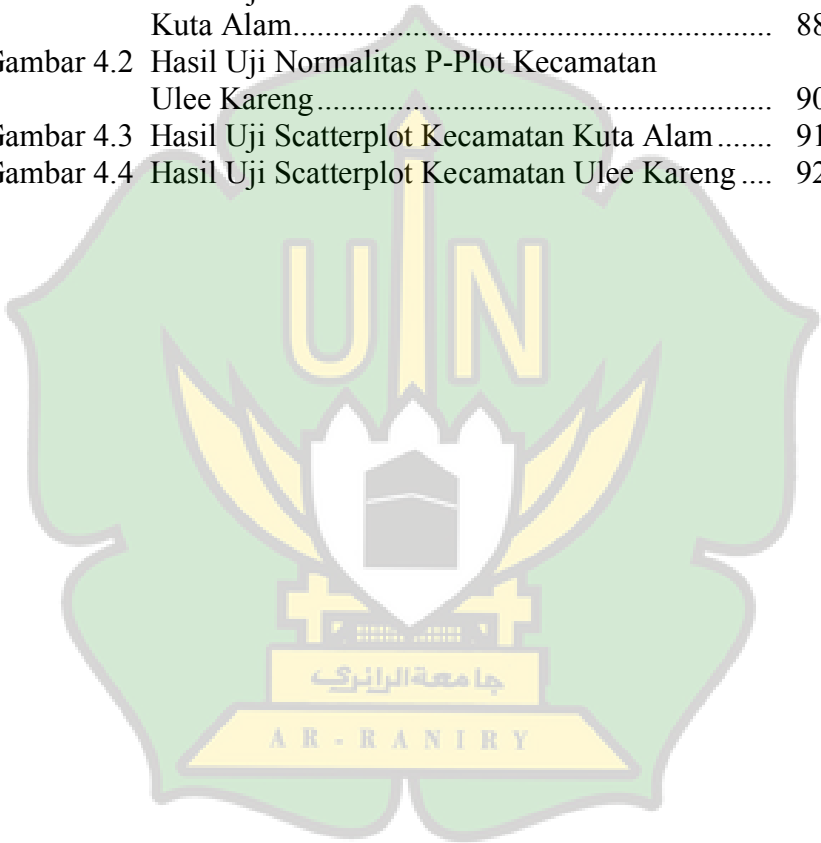 Kuta Alam.................................................................... 88
Gambar 4.2 Hasil Uji Normalitas P-Plot Kecamatan
Ulee Kareng................................................................. 90
Gambar 4.3 Hasil Uji Scatterplot Kecamatan Kuta Alam....... 91
Gambar 4.4 Hasil Uji Scatterplot Kecamatan Ulee Kareng.... 92
UIN
جامعة الرانري
AR-RANIRY